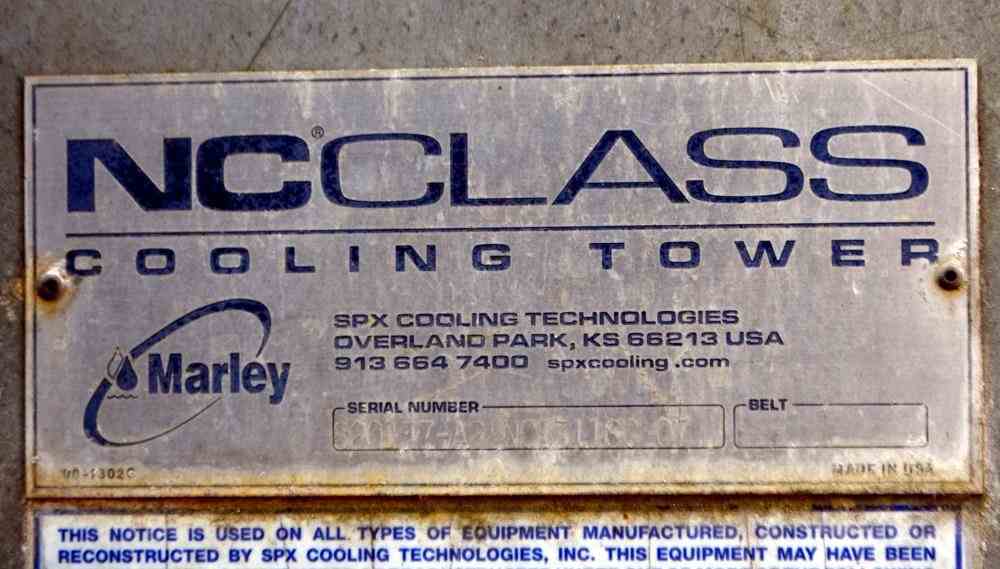 NC®CLASS
COOLING TOWER
Marley
SPX COOLING TECHNOLOGIES
OVERLAND PARK, KS 66213 USA
913 664 7400 spxcooling.com
SERIAL NUMBER
BELT
MADE IN USA
THIS NOTICE IS USED ON ALL TYPES OF EQUIPMENT MANUFACTURED, CONSTRUCTED OR
RECONSTRUCTED BY SPX COOLING TECHNOLOGIES, INC. THIS EQUIPMENT MAY HAVE BEEN